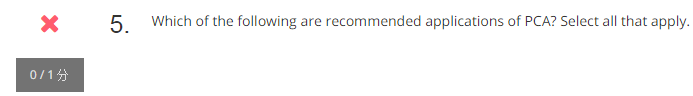 5. Which of the following are recommended applications of PCA? Select all that apply.
0 / 1 分